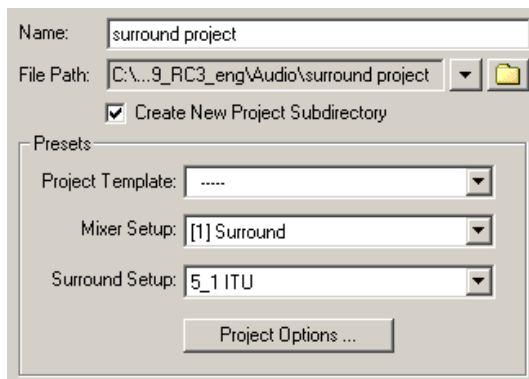 Name: surround project
File Path: C:\...9_RC3_eng\Audio\surround project
Create New Project Subdirectory
Presets
Project Template: -----
Mixer Setup: [1] Surround
Surround Setup: 5_1 ITU
Project Options ...